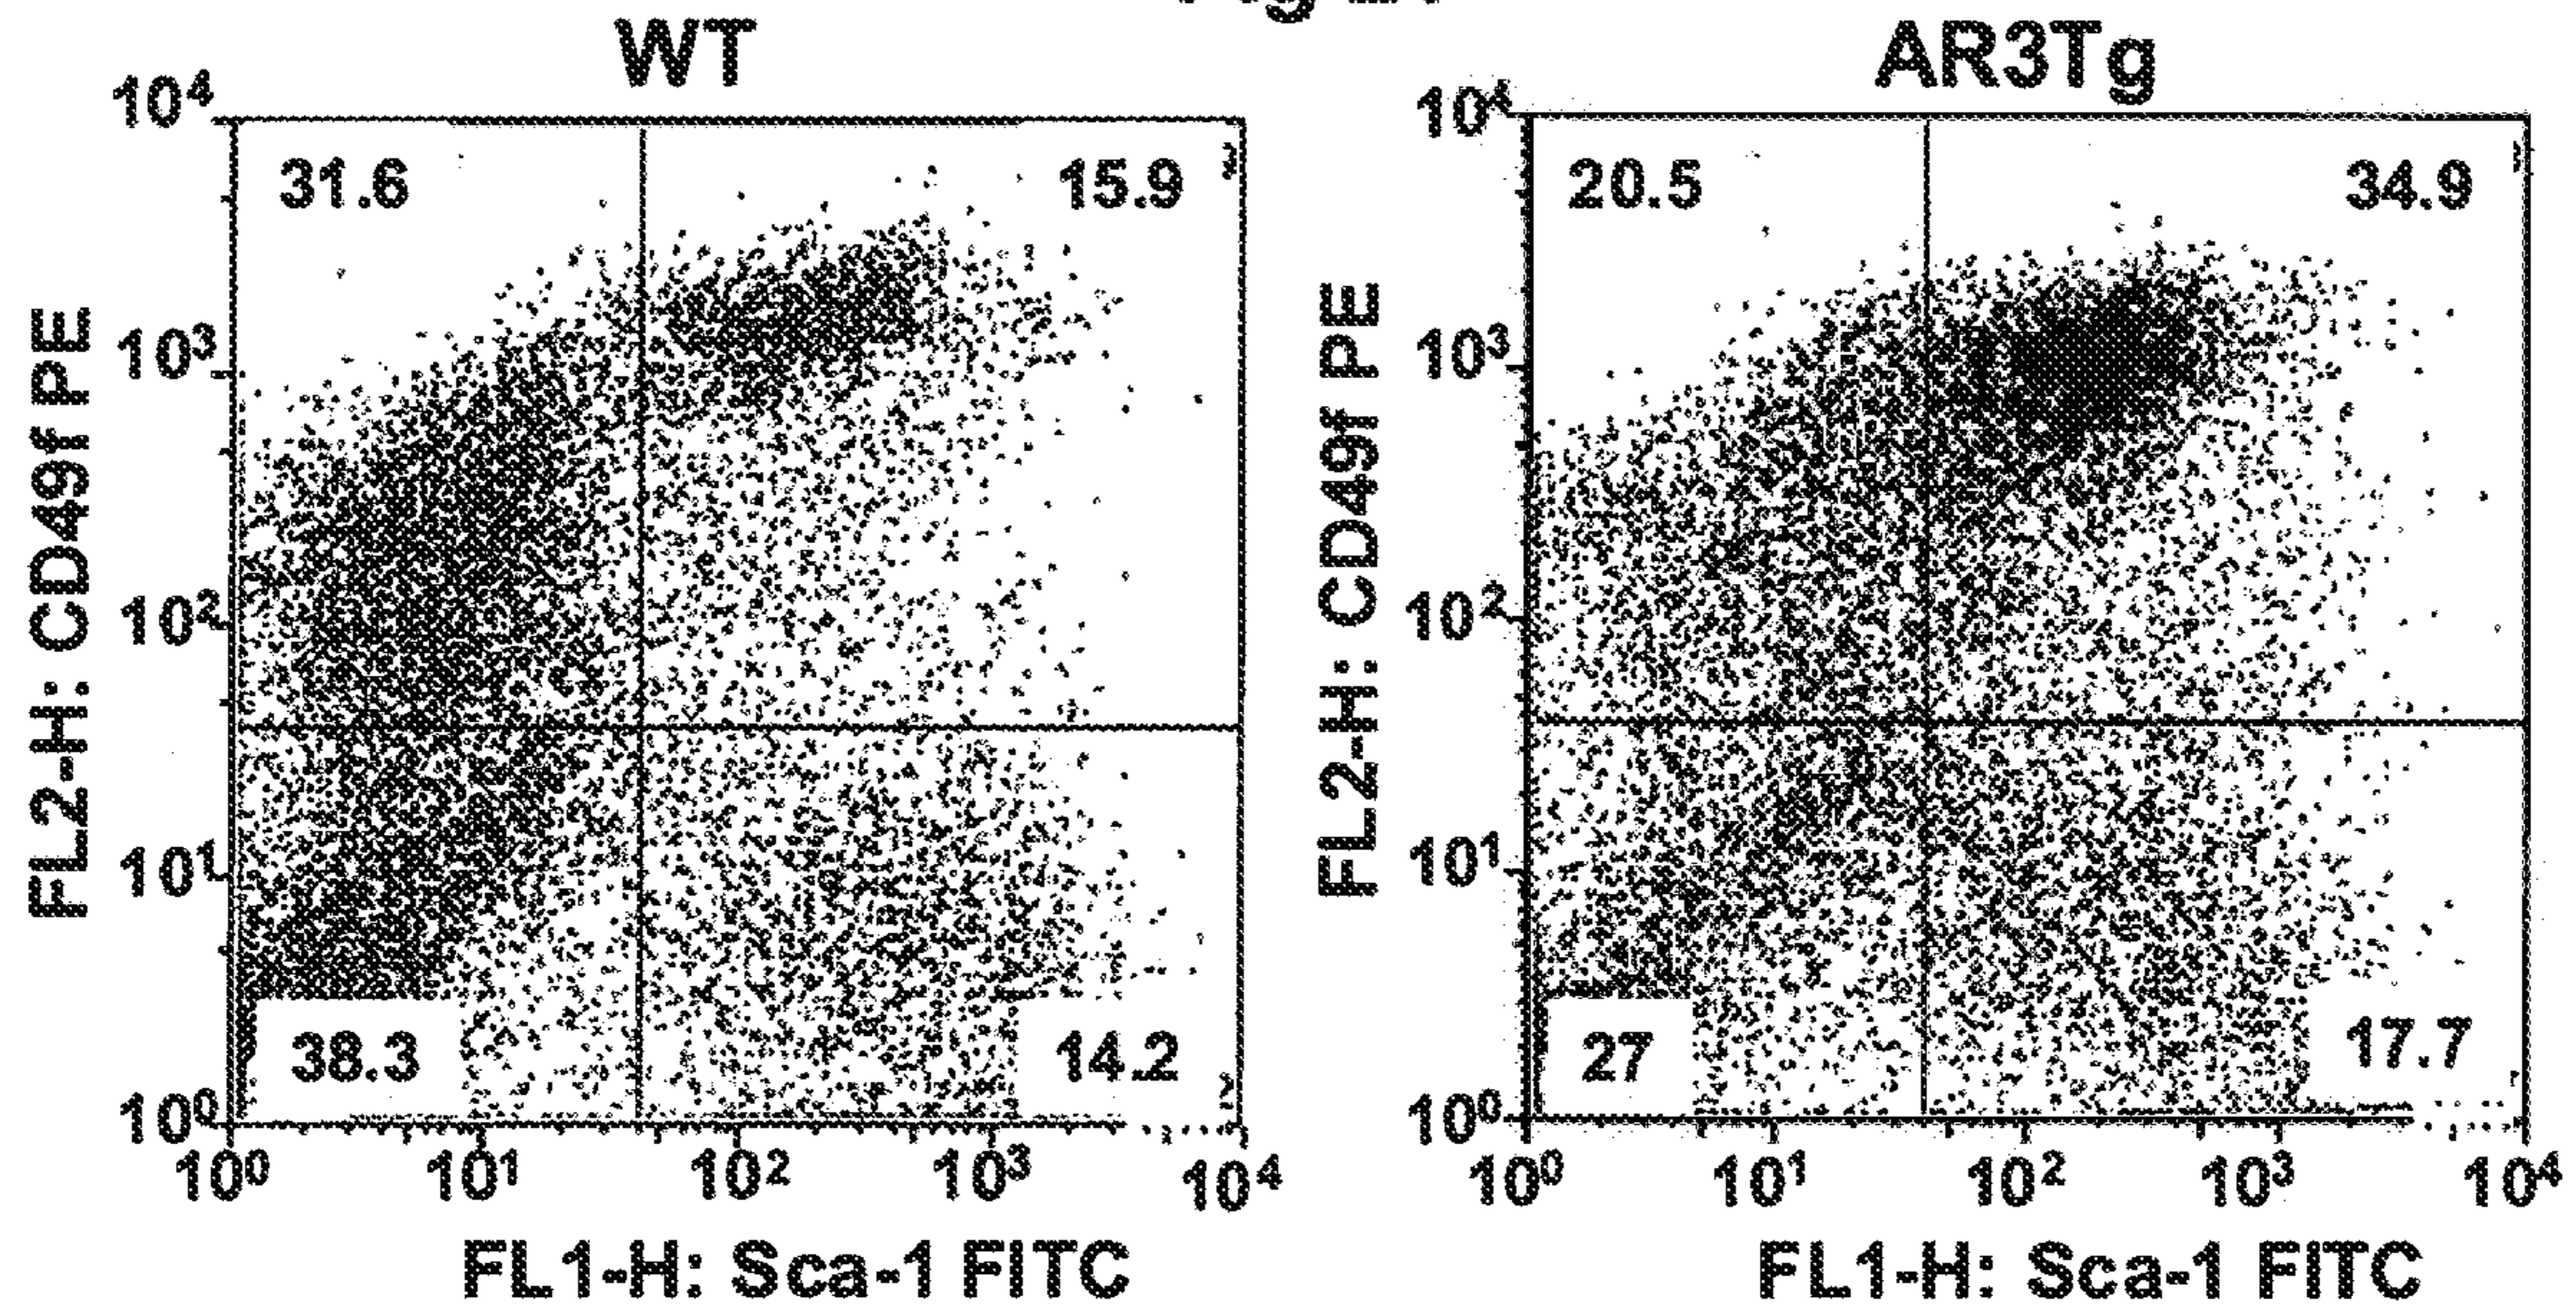 WT
AR3Tg
10⁴
31.6
15.9
10³
10²
10¹
10⁰
38.3
14.2
10⁰ 10¹ 10² 10³ 10⁴
FL2-H: CD49f PE
FL1-H: Sca-1 FITC
10⁴
20.5
34.9
10³
10²
10¹
10⁰
27
17.7
10⁰ 10¹ 10² 10³ 10⁴
FL2-H: CD49f PE
FL1-H: Sca-1 FITC